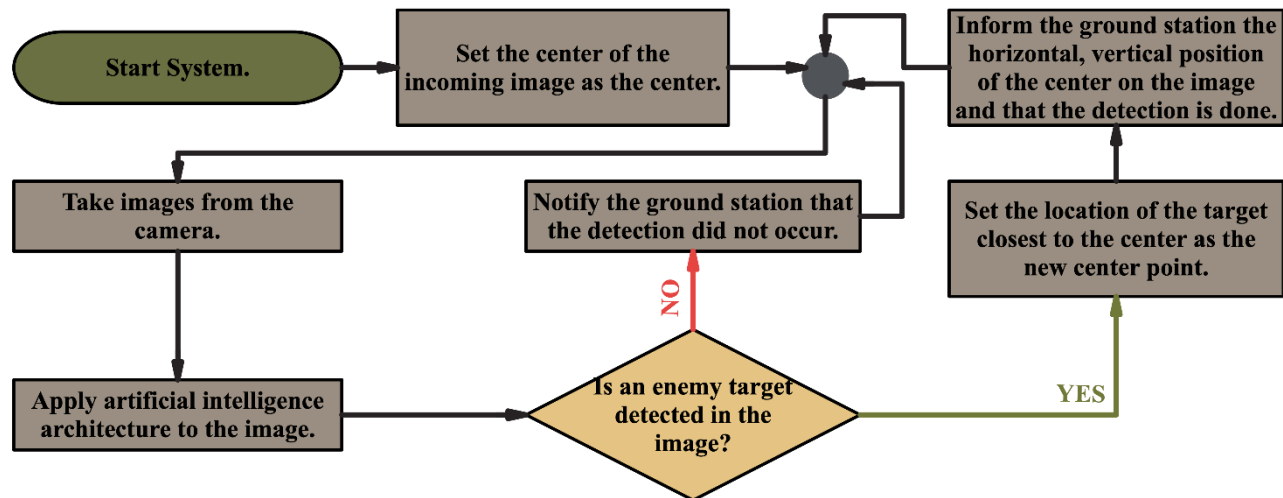 Start System.
Set the center of the
incoming image as the center.
Inform the ground station the
horizontal, vertical position
of the center on the image
and that the detection is done.
Take images from the
camera.
Notify the ground station that
the detection did not occur.
Set the location of the target
closest to the center as the
new center point.
NO
YES
Apply artificial intelligence
architecture to the image.
Is an enemy target
detected in the
image?